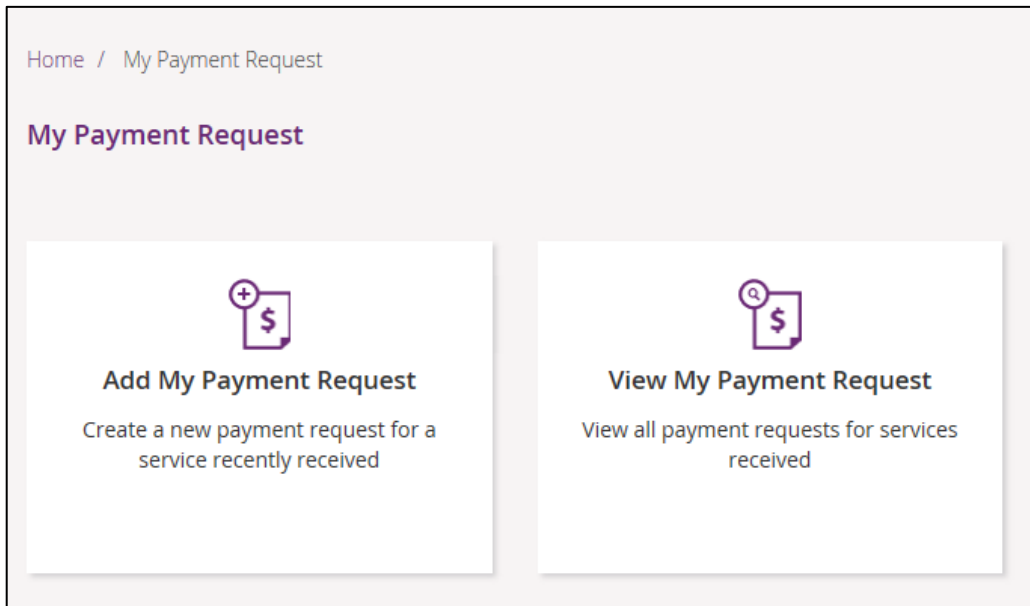 Home / My Payment Request
My Payment Request
$
Add My Payment Request
Create a new payment request for a
service recently received
$
View My Payment Request
View all payment requests for services
received